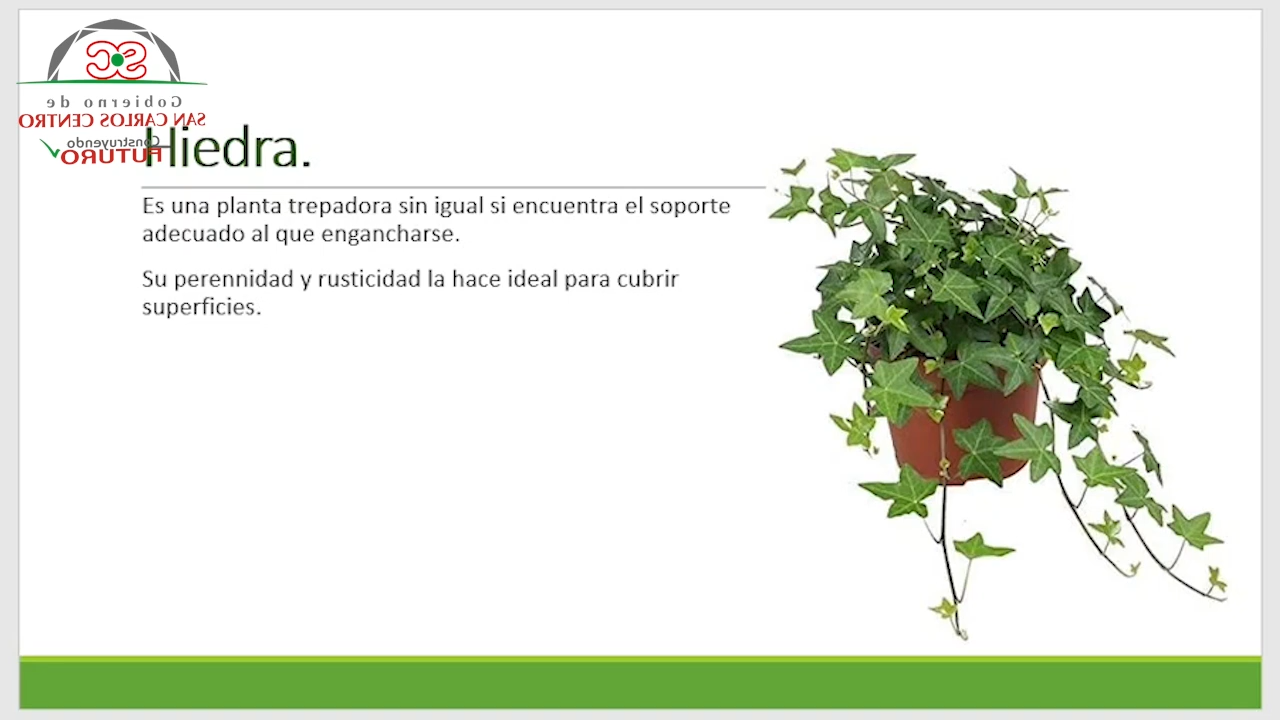 Gobierno de
SAN CARLOS CENTRO
Construyendo
FUTURO
Hiedra.
Es una planta trepadora sin igual si encuentra el soporte
adecuado al que engancharse.
Su perennidad y rusticidad la hace ideal para cubrir
superficies.